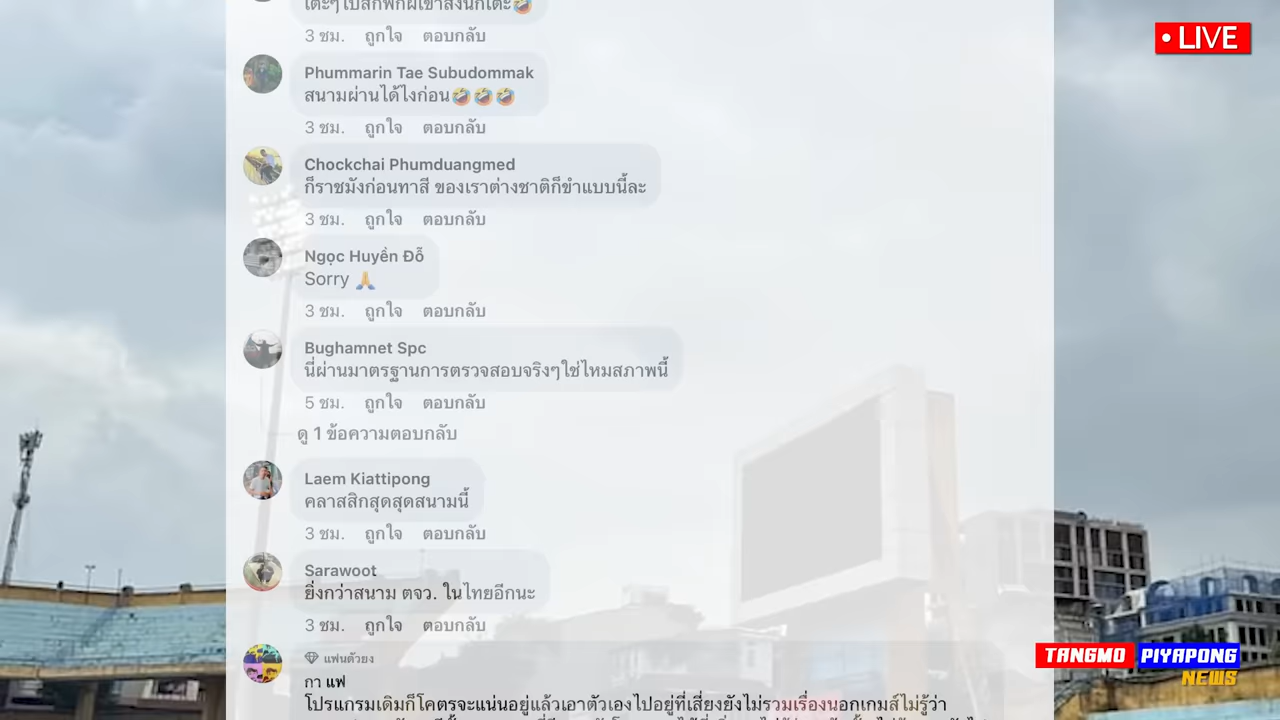 3 ชม. ถูกใจ ตอบกลับ
• LIVE
Phummarin Tae Subudommak
สนามผ่านได้ไงก่อน🤣🤣🤣
3 ชม. ถูกใจ ตอบกลับ
Chockchai Phumduangmed
ก็ราชมังก่อนทาสี ของเราต่างชาติก็ขำแบบนี้ละ
3 ชม. ถูกใจ ตอบกลับ
Ngọc Huyền Đỗ
Sorry 🙏
3 ชม. ถูกใจ ตอบกลับ
Bughamnet Spc
นี่ผ่านมาตรฐานการตรวจสอบจริงๆใช่ไหมสภาพนี้
5 ชม. ถูกใจ ตอบกลับ
ดู 1 ข้อความตอบกลับ
Laem Kiattipong
คลาสสิกสุดสุดสนามนี้
3 ชม. ถูกใจ ตอบกลับ
Sarawoot
ยิ่งกว่าสนาม ตจว. ในไทยอีกนะ
3 ชม. ถูกใจ ตอบกลับ
แฟนตัวยง
กา แฟ
โปรแกรมเดิมก็โคตรจะแน่นอยู่แล้วเอาตัวเองไปอยู่ที่เสี่ยงยังไม่รวมเรื่องนอกเกมส์ไม่รู้ว่า
TANGMO PIYAPONG
NEWS